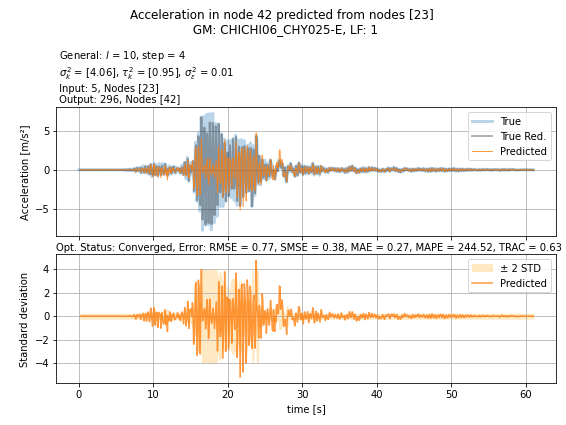 Acceleration in node 42 predicted from nodes [23]
GM: CHICHI06_CHY025-E, LF: 1
General: l = 10, step = 4
σ²ₖ = [4.06], τ²ₖ = [0.95], σ²ₑ = 0.01
Input: 5, Nodes [23]
Output: 296, Nodes [42]
Acceleration [m/s²]
5
0
−5
True
True Red.
Predicted
Opt. Status: Converged, Error: RMSE = 0.77, SMSE = 0.38, MAE = 0.27, MAPE = 244.52, TRAC = 0.63
Standard deviation
4
2
0
−2
−4
± 2 STD
Predicted
0 10 20 30 40 50 60
time [s]